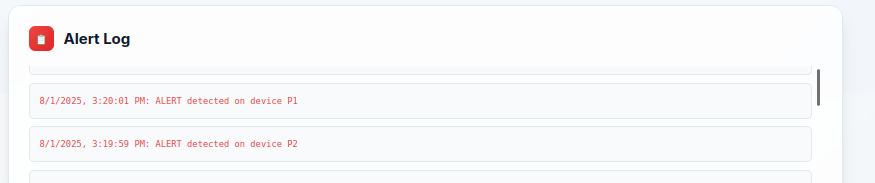 Alert Log
8/1/2025, 3:20:01 PM: ALERT detected on device P1
8/1/2025, 3:19:59 PM: ALERT detected on device P2